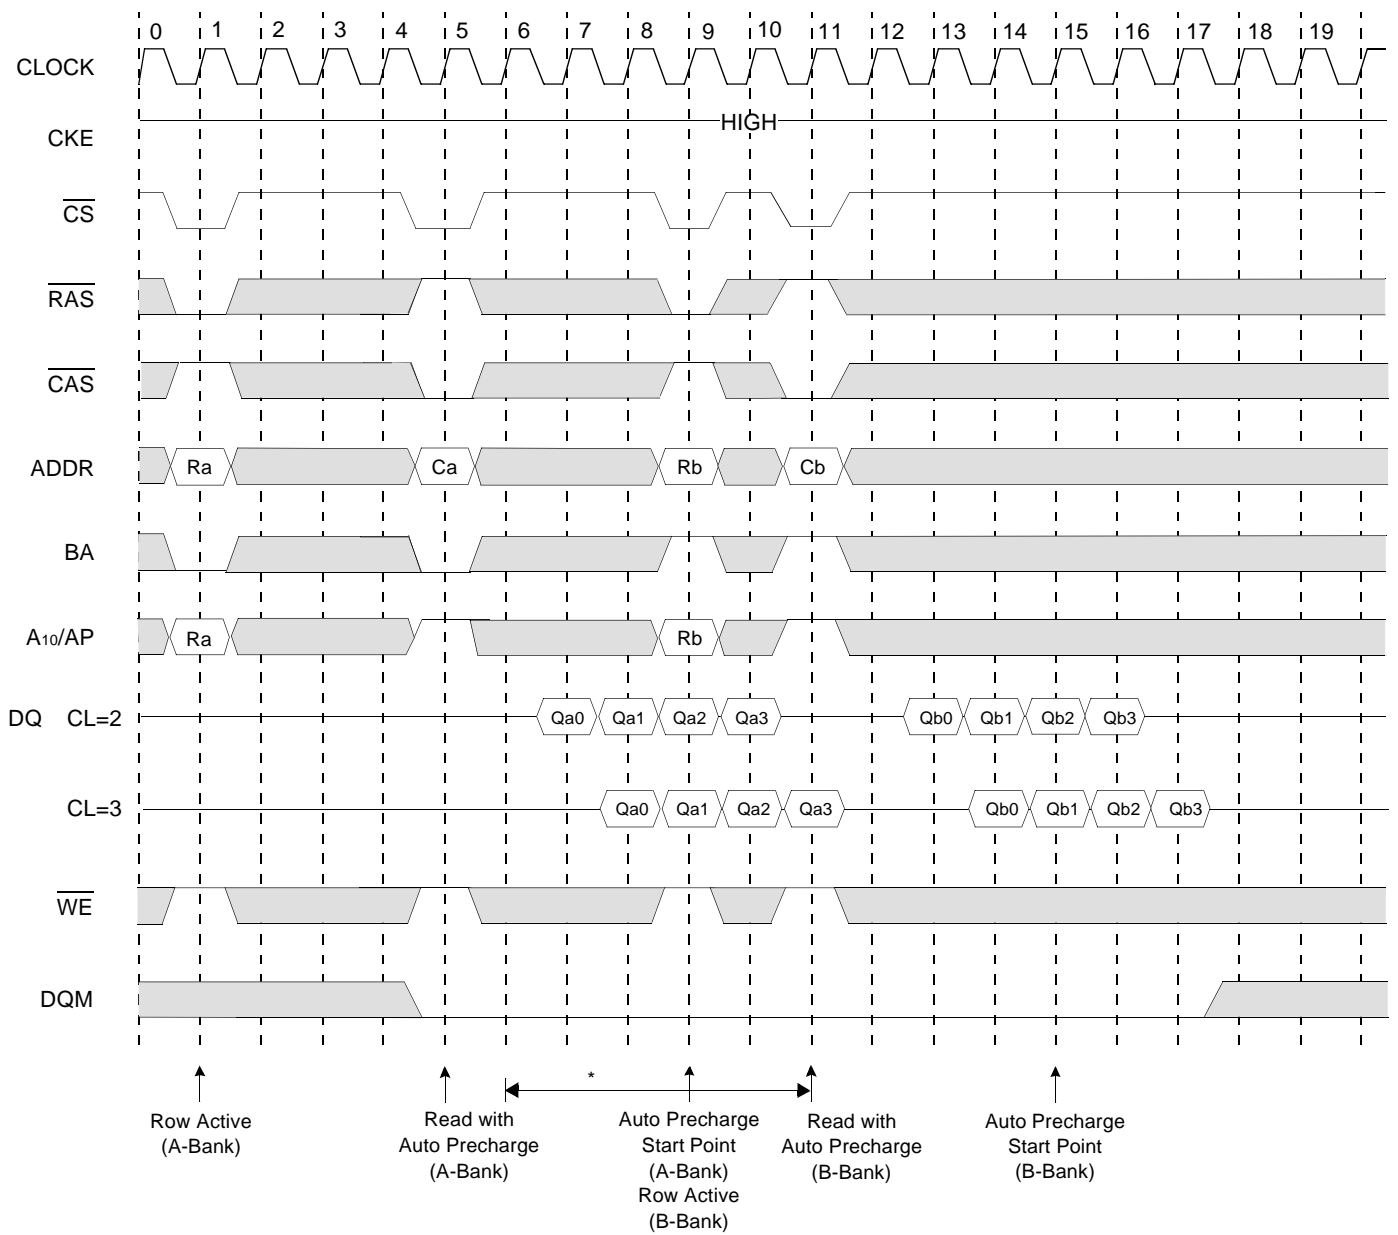 0 1 2 3 4 5 6 7 8 9 10 11 12 13 14 15 16 17 18 19
CLOCK
HIGH
CKE
CS
RAS
CAS
ADDR Ra Ca Rb Cb
BA
A10/AP Ra Rb
DQ CL=2 Qa0 Qa1 Qa2 Qa3 Qb0 Qb1 Qb2 Qb3
CL=3 Qa0 Qa1 Qa2 Qa3 Qb0 Qb1 Qb2 Qb3
WE
DQM
*
Row Active
(A-Bank)
Read with
Auto Precharge
(A-Bank)
Auto Precharge
Start Point
(A-Bank)
Row Active
(B-Bank)
Read with
Auto Precharge
(B-Bank)
Auto Precharge
Start Point
(B-Bank)